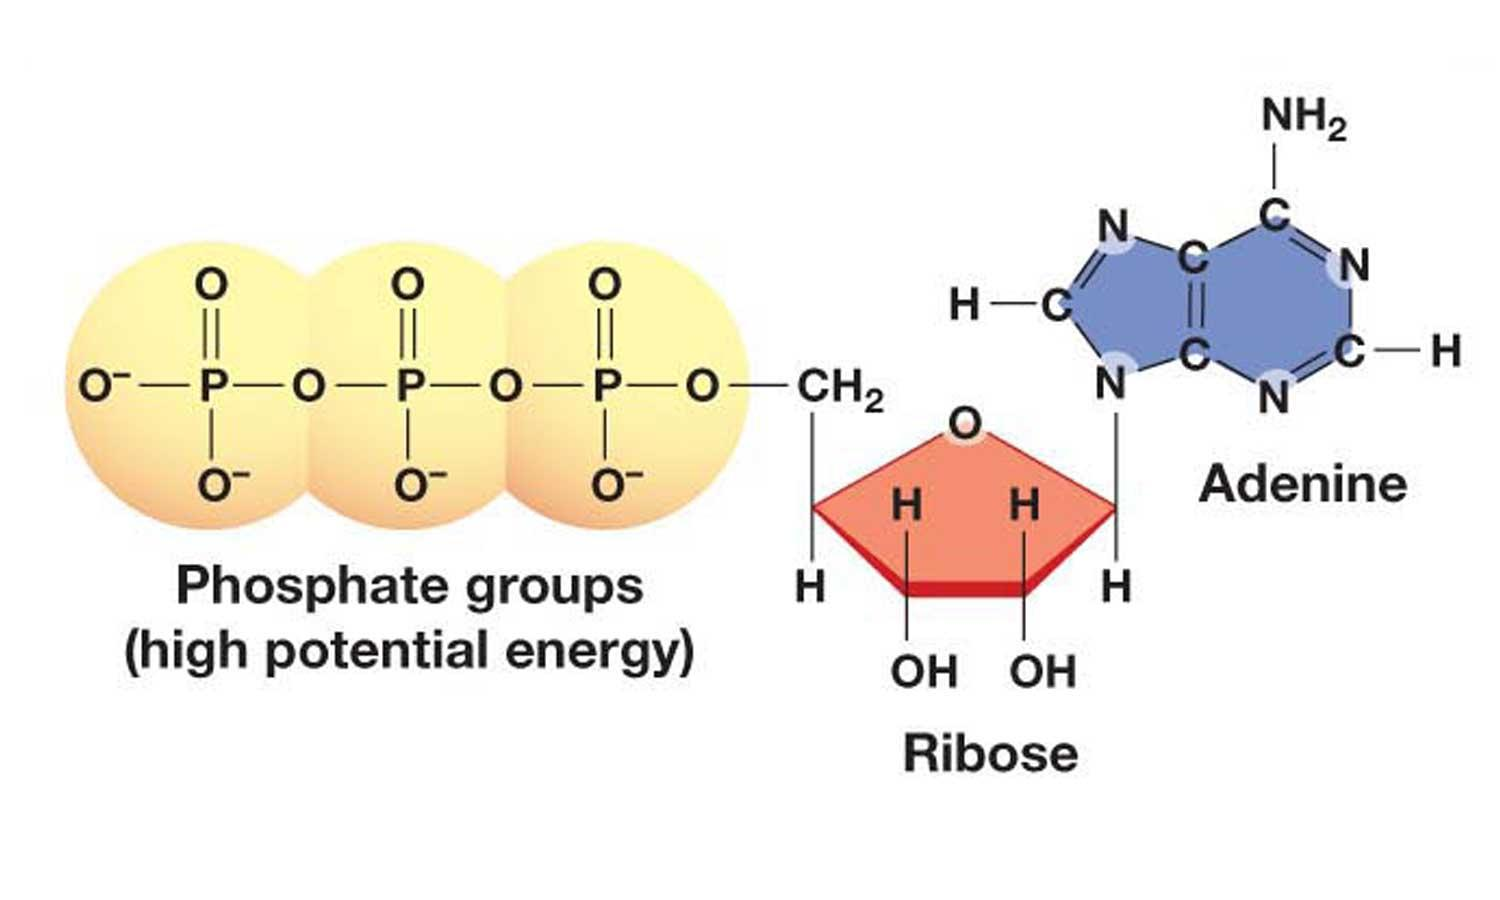 NH₂
N
C
C
N
H
C
O
O
O
C
H
O⁻
P
O
P
O
P
O
CH₂
N
C
N
O
O⁻
O⁻
O⁻
H
H
Adenine
Phosphate groups
(high potential energy)
H
H
OH
OH
Ribose